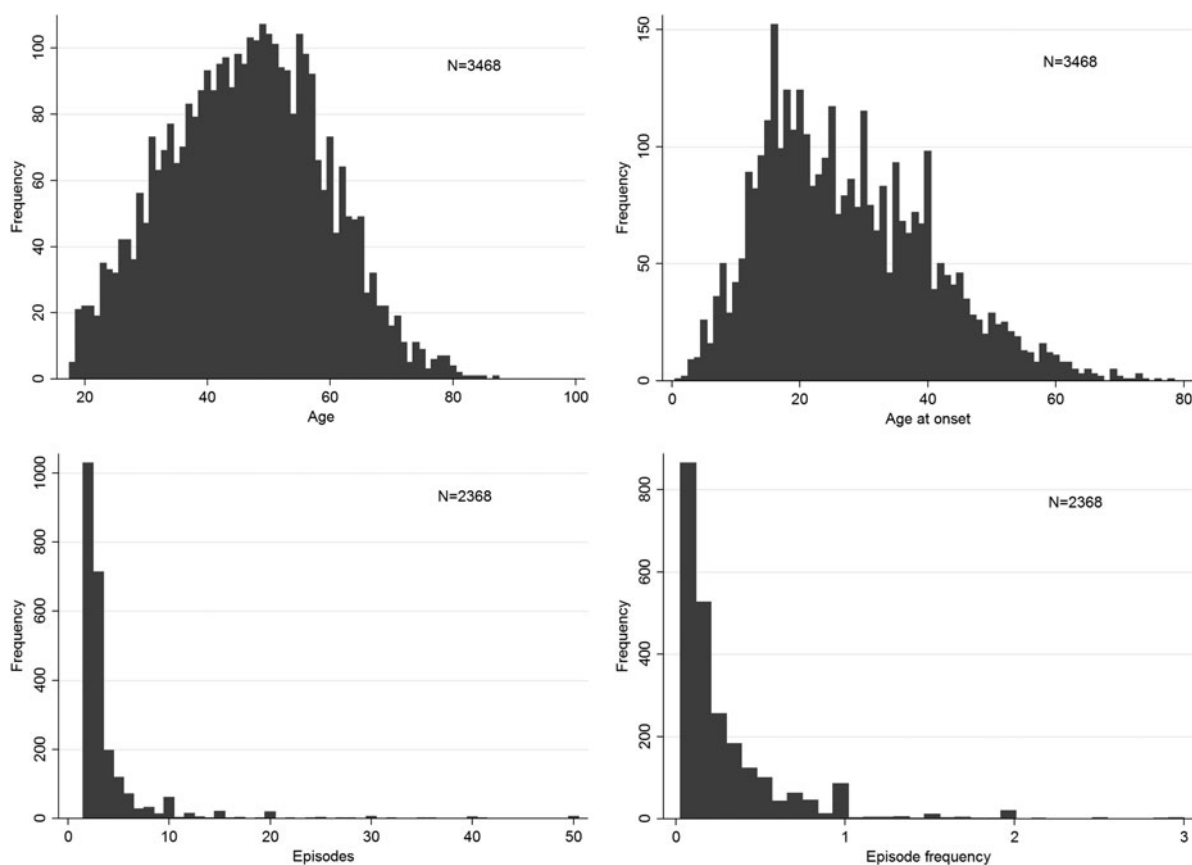 100
80
60
40
20
0
Frequency
N=3468
20 40 60 80 100
Age
150
100
50
0
Frequency
N=3468
0 20 40 60 80
Age at onset
1000
800
600
400
200
0
Frequency
N=2368
0 10 20 30 40 50
Episodes
800
600
400
200
0
Frequency
N=2368
0 1 2 3
Episode frequency